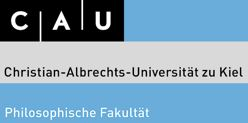 C|A|U
Christian-Albrechts-Universität zu Kiel
Philosophische Fakultät